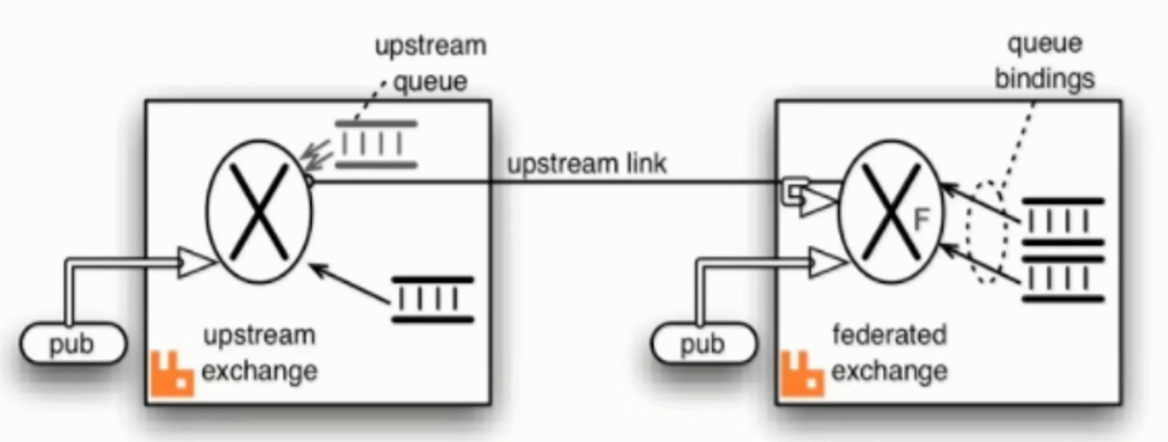 upstream
queue
queue
bindings
upstream link
F
pub
upstream
exchange
pub
federated
exchange